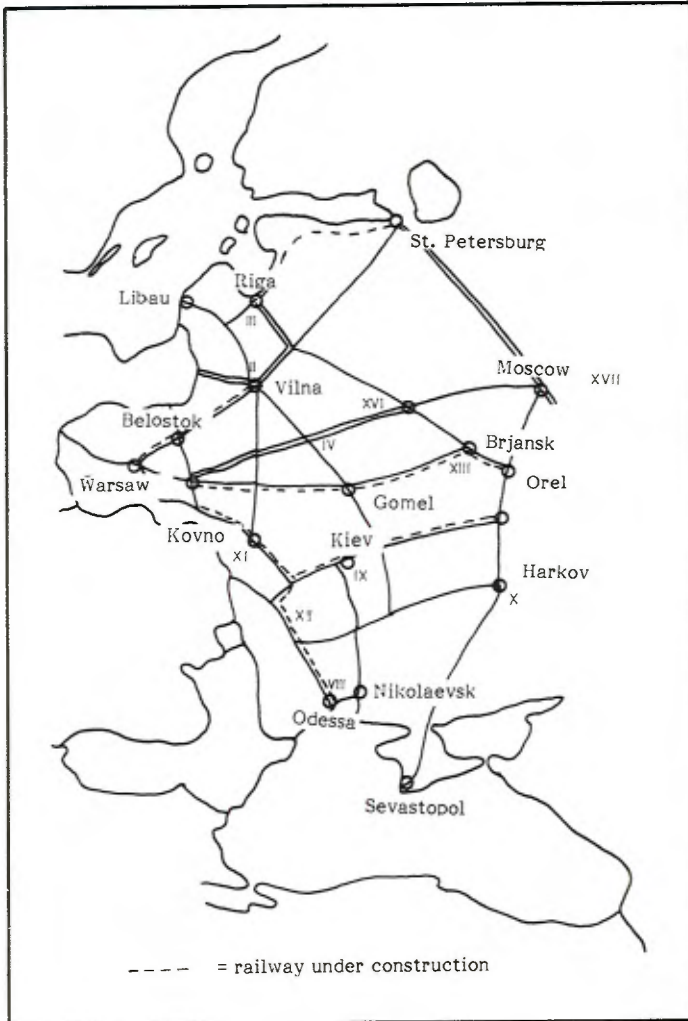 St. Petersburg
Riga
Libau
III
Moscow
XVII
II
Vilna
XVI
Belostok
Brjansk
IV
XIII
Warsaw
Orel
Gomel
Kovno
Kiev
XI
IX
Harkov
X
VIII
Nikolaevsk
Odessa
Sevastopol
---- = railway under construction